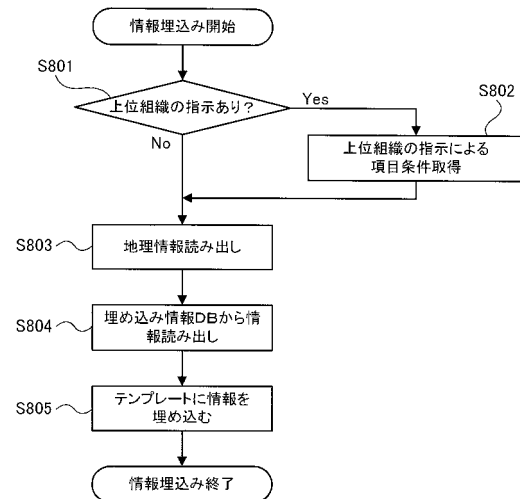 情報埋込み開始
S801
上位組織の指示あり?
Yes
S802
No
上位組織の指示による
項目条件取得
S803
地理情報読み出し
S804
埋め込み情報DBから情
報読み出し
S805
テンプレートに情報を
埋め込む
情報埋込み終了